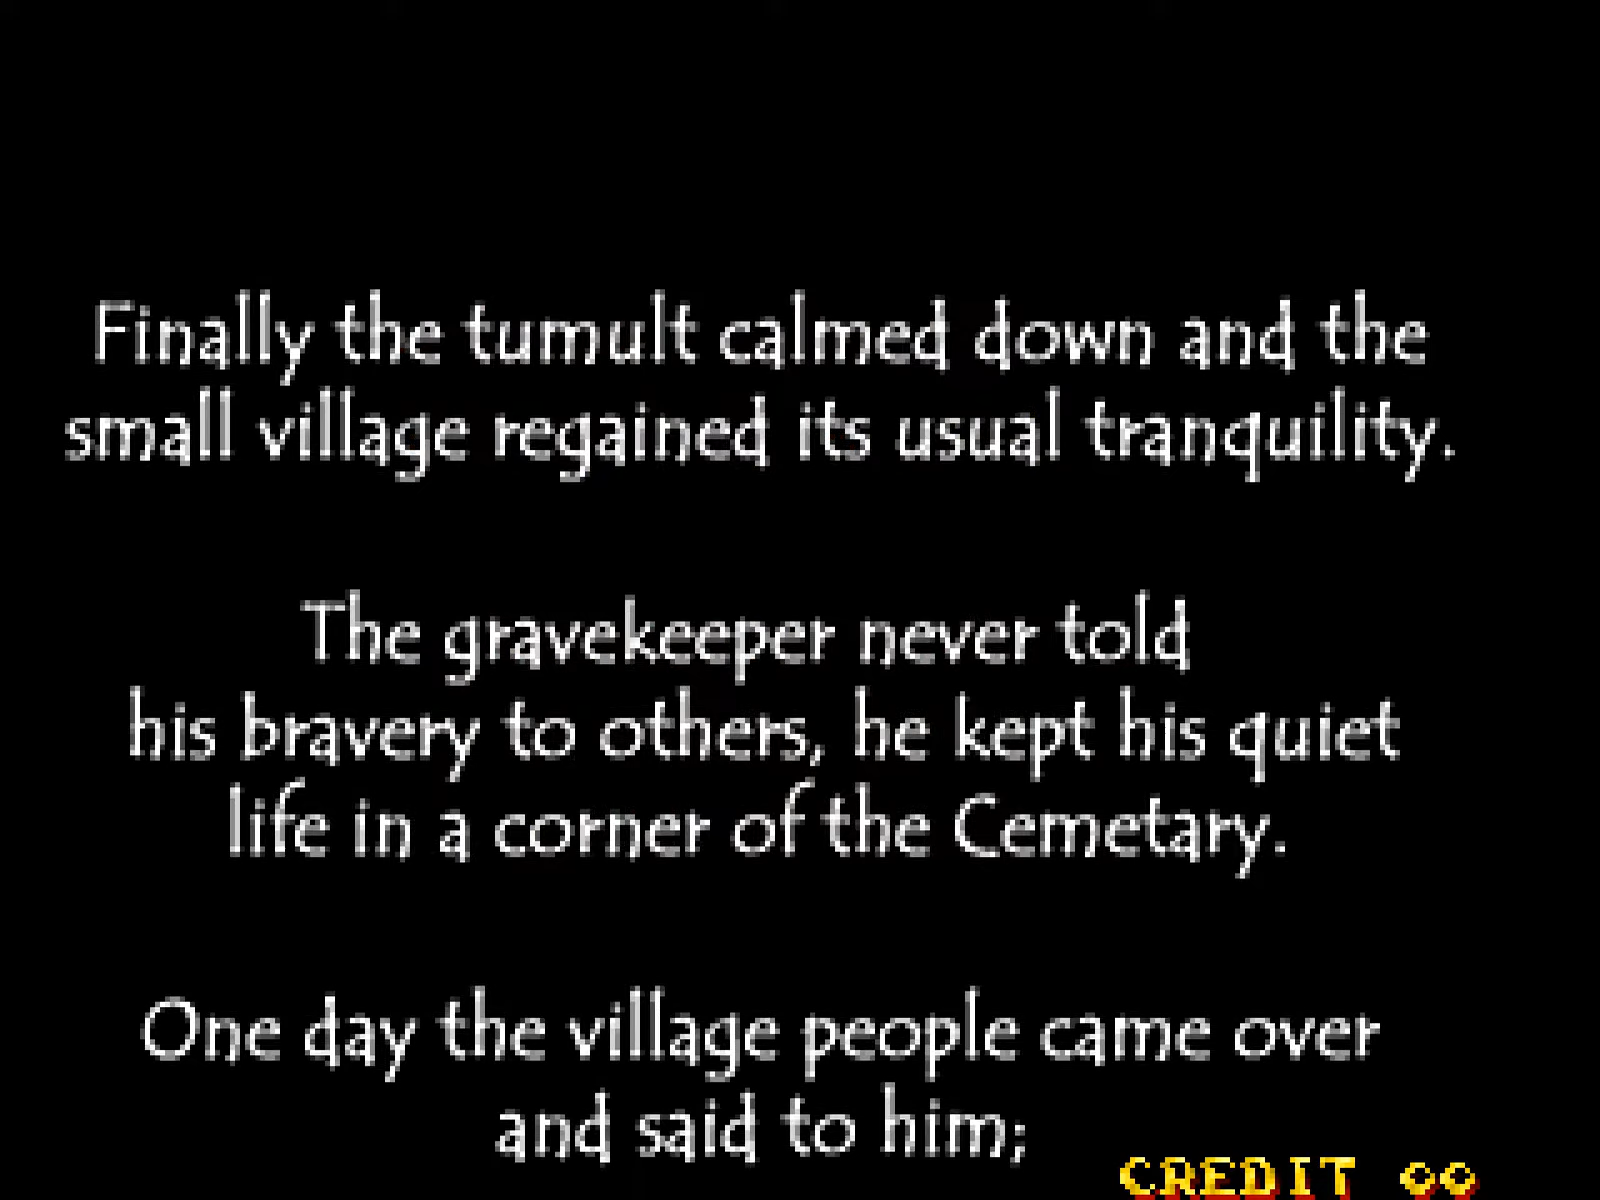 Finally the tumult calmed down and the
small village regained its usual tranquility.
The gravekeeper never told
his bravery to others, he kept his quiet
life in a corner of the Cemetary.
One day the village people came over
and said to him;
CREDIT 00